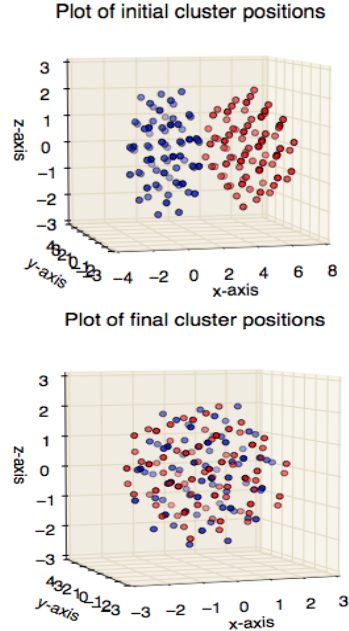 Plot of initial cluster positions
3
2
1
0
−1
−2
−3
z-axis
y-axis
−4 −2 0 2 4 6 8
x-axis
Plot of final cluster positions
3
2
1
0
−1
−2
−3
z-axis
y-axis
−3 −2 −1 0 1 2 3
x-axis